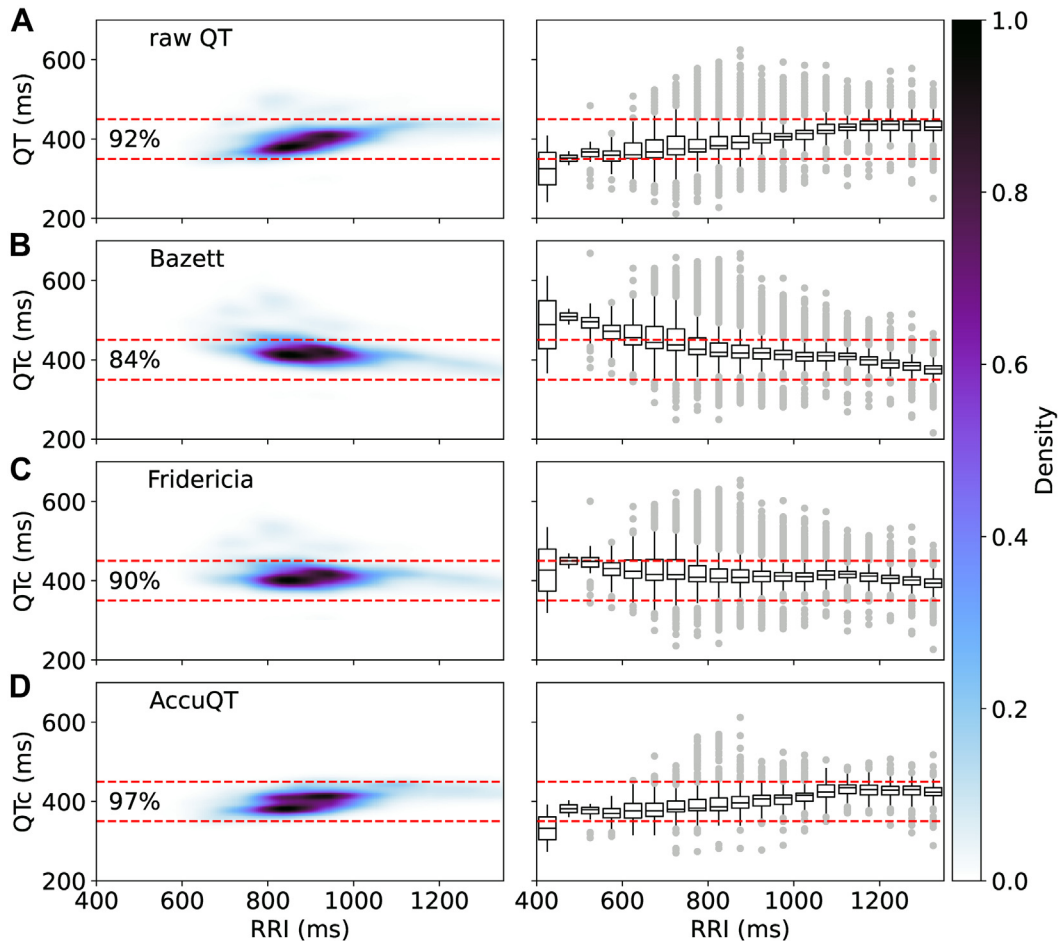 A
raw QT
600
QT (ms)
92%
400
200
B
Bazett
600
QTc (ms)
84%
400
200
C
Fridericia
600
QTc (ms)
90%
400
200
D
AccuQT
600
QTc (ms)
97%
400
200
400 600 800 1000 1200
RRI (ms)
400 600 800 1000 1200
RRI (ms)
1.0
0.8
0.6
0.4
0.2
0.0
Density